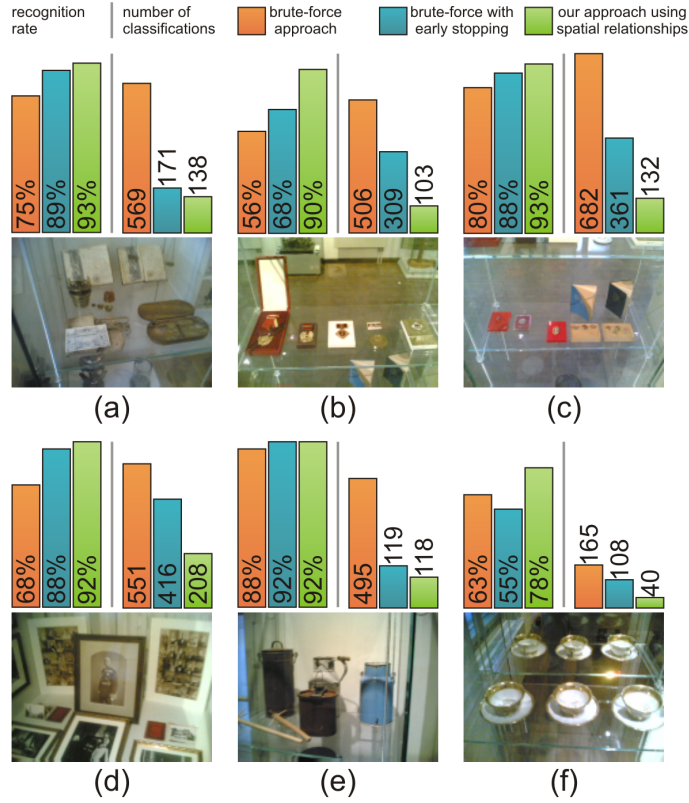 recognition rate
number of classifications
brute-force approach
brute-force with early stopping
our approach using spatial relationships
75% 89% 93% 569 171 138
56% 68% 90% 506 309 103
80% 88% 93% 682 361 132
(a) (b) (c)
68% 88% 92% 551 416 208
88% 92% 92% 495 119 118
63% 55% 78% 165 108 40
(d) (e) (f)